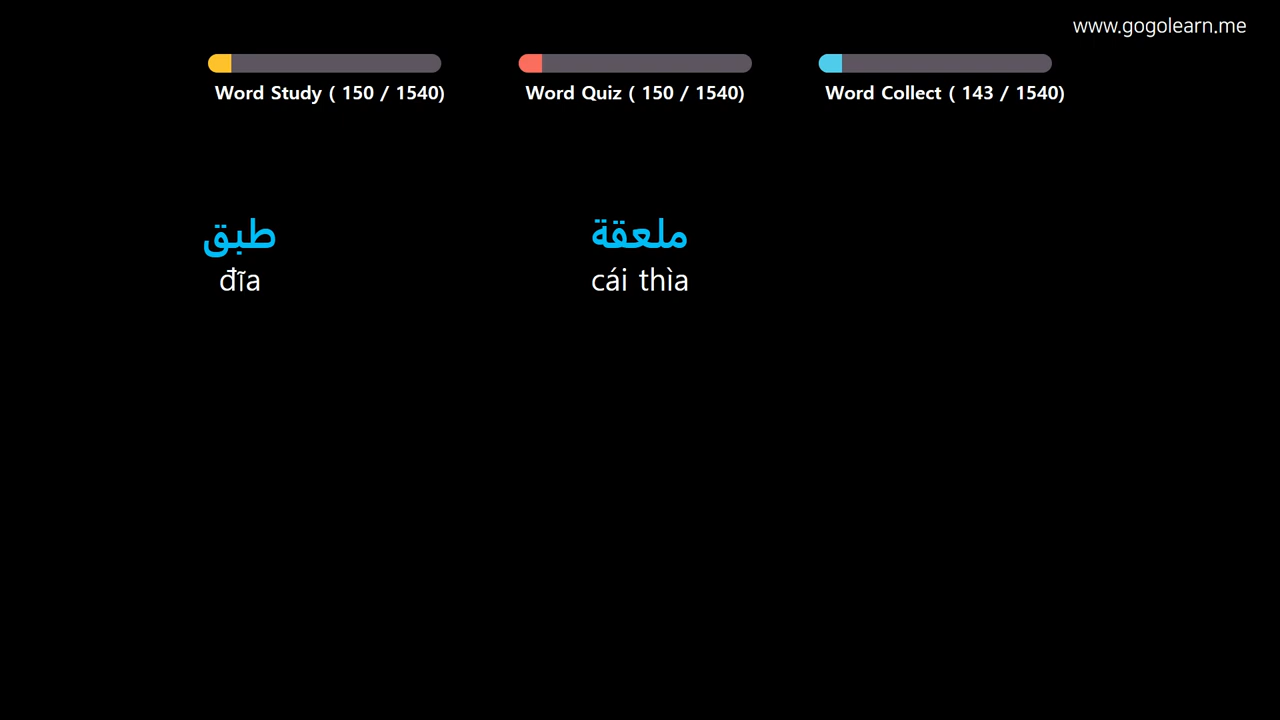 www.gogolearn.me
Word Study ( 150 / 1540)
Word Quiz ( 150 / 1540)
Word Collect ( 143 / 1540)
طبق
đĩa
ملعقة
cái thìa